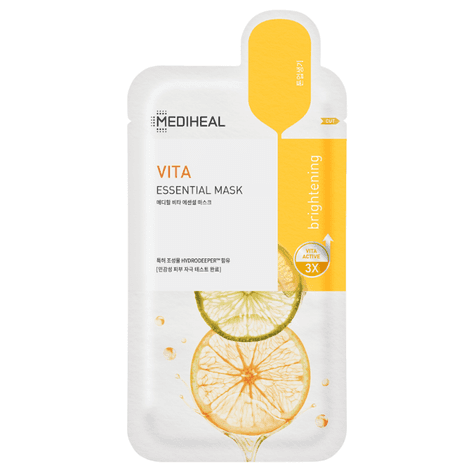 MEDIHEAL
VITA
ESSENTIAL MASK
메디힐 비타 에센셜 마스크
특허 조성물 HYDRODEEPER™ 함유
[민감성 피부 자극 테스트 완료]
brightening
VITA
ACTIVE
3X
CUT